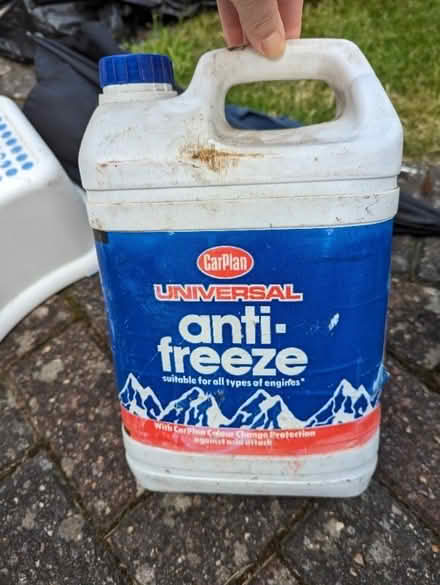 CarPlan
UNIVERSAL
anti-
freeze
suitable for all types of engines*
With CarPlan Colour Change Protection
against acid attack